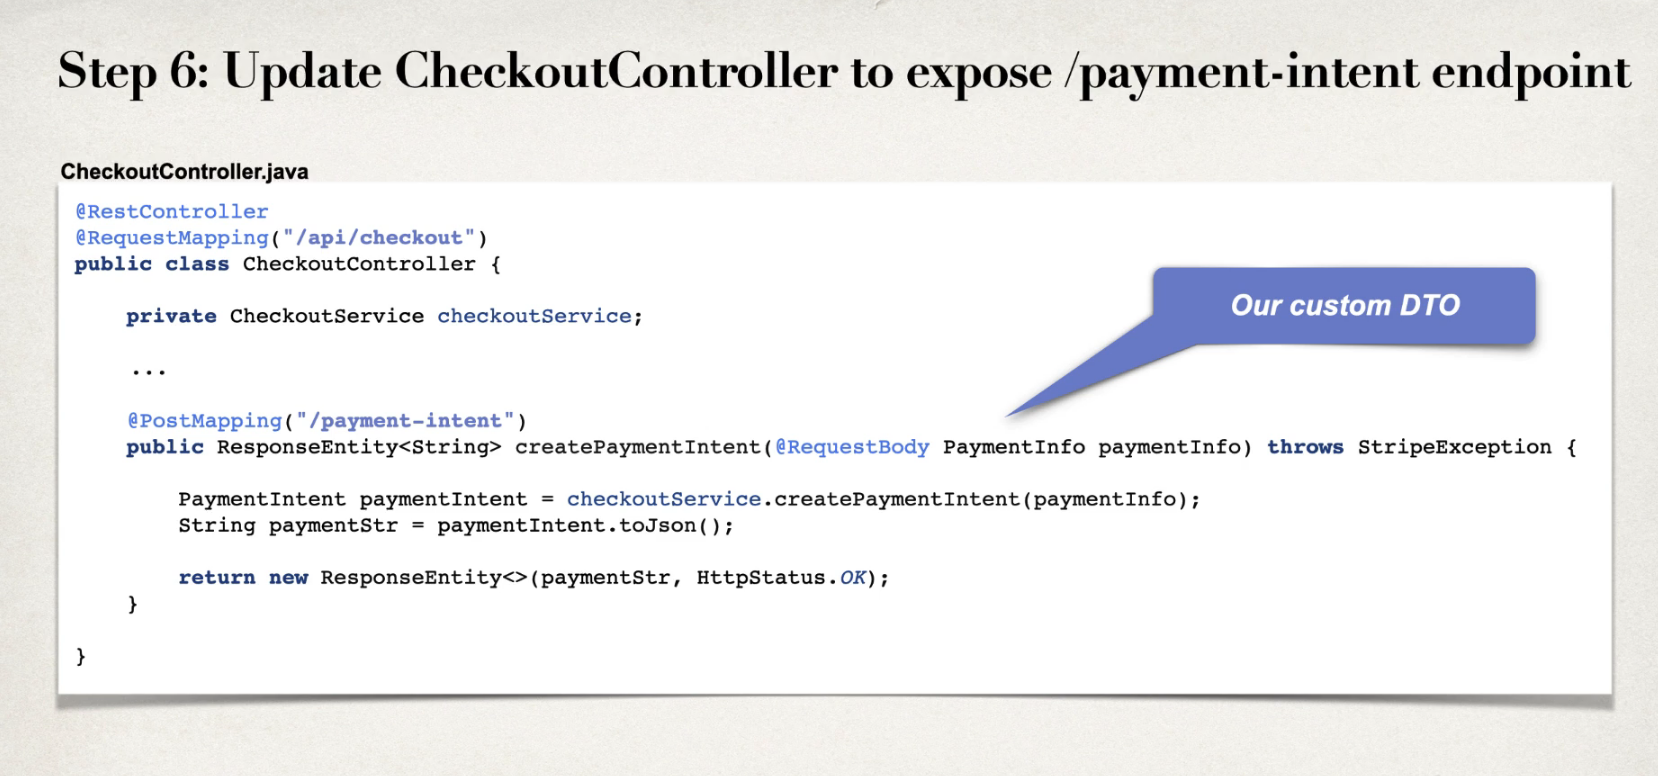 Step 6: Update CheckoutController to expose /payment-intent endpoint
CheckoutController.java
@RestController
@RequestMapping("/api/checkout")
public class CheckoutController {
private CheckoutService checkoutService;
...
Our custom DTO
@PostMapping("/payment-intent")
public ResponseEntity<String> createPaymentIntent(@RequestBody PaymentInfo paymentInfo) throws StripeException {
PaymentIntent paymentIntent = checkoutService.createPaymentIntent(paymentInfo);
String paymentStr = paymentIntent.toJson();
return new ResponseEntity<>(paymentStr, HttpStatus.OK);
}
}